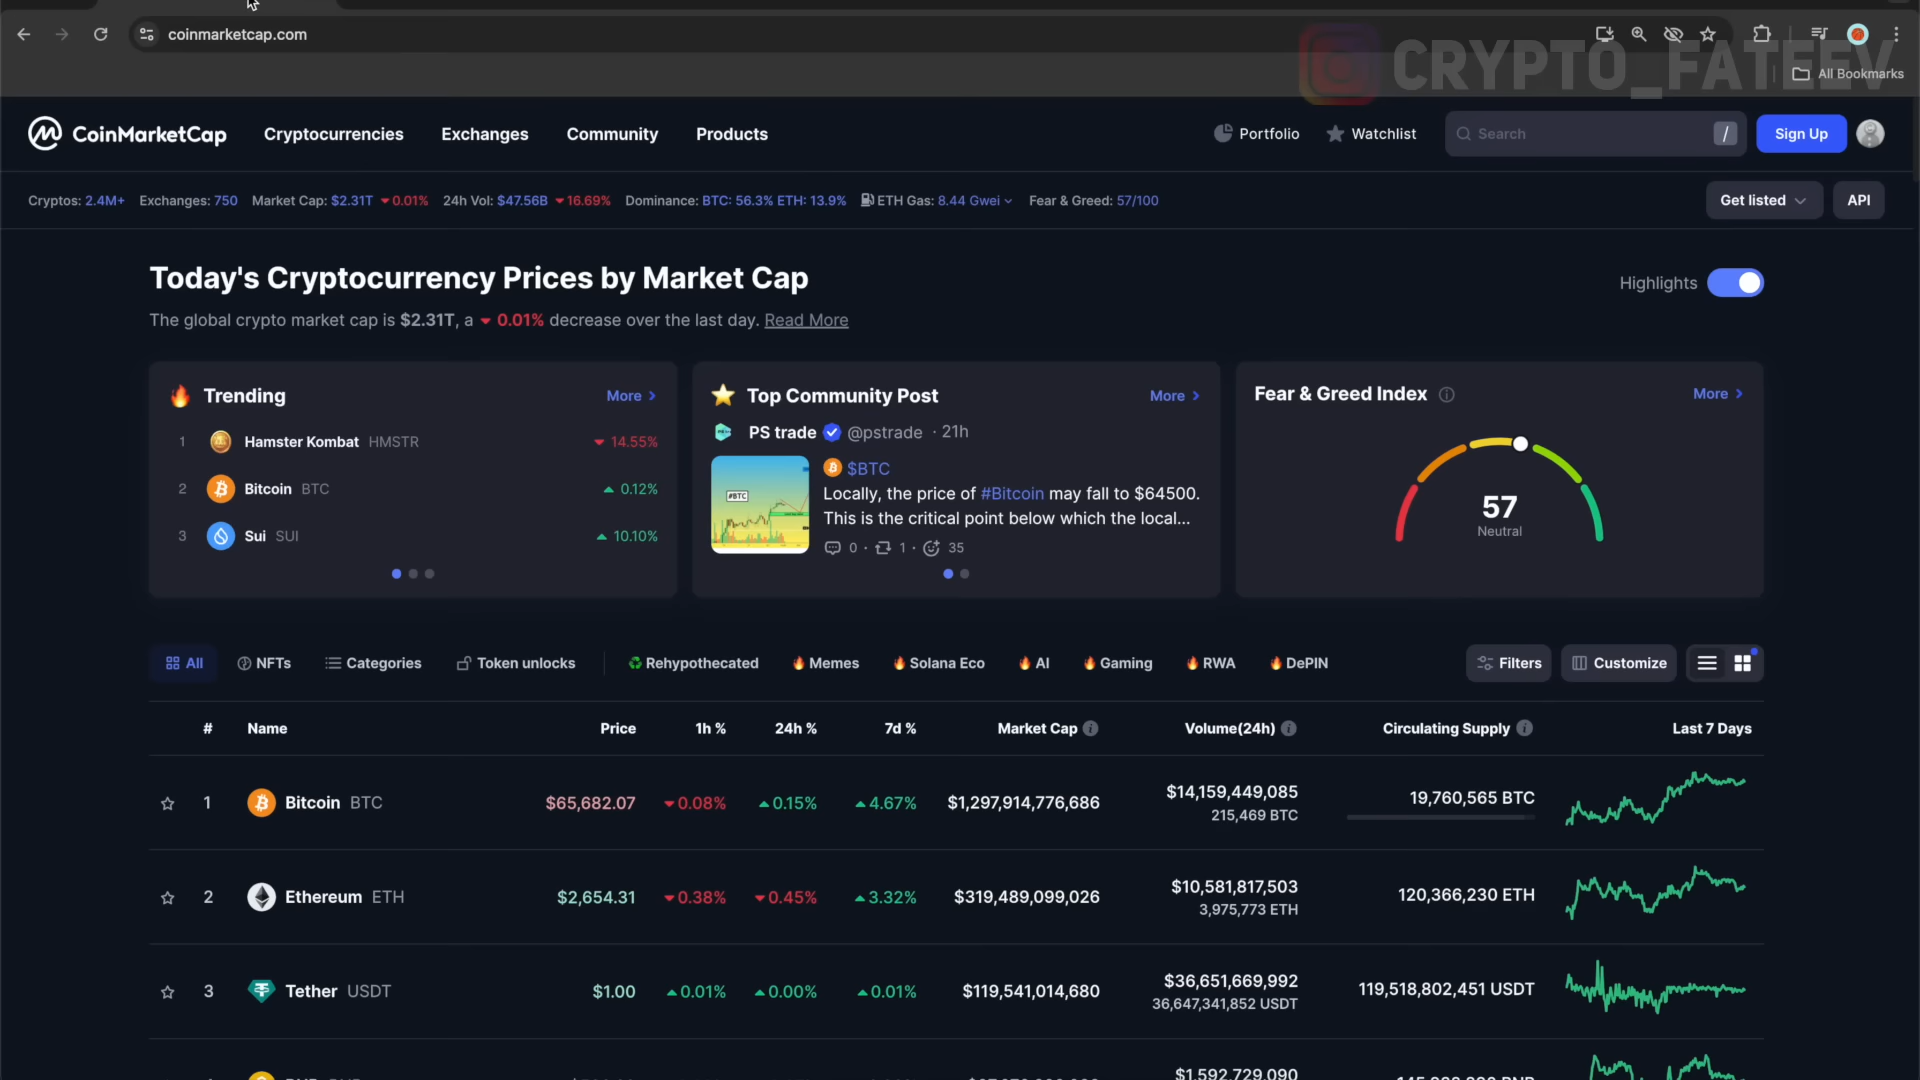 coinmarketcap.com
CRYPTO_FATEEV
All Bookmarks
CoinMarketCap Cryptocurrencies Exchanges Community Products Portfolio Watchlist Search / Sign Up
Cryptos: 2.4M+ Exchanges: 750 Market Cap: $2.31T 0.01% 24h Vol: $47.56B 16.69% Dominance: BTC: 56.3% ETH: 13.9% ETH Gas: 8.44 Gwei Fear & Greed: 57/100 Get listed API
Today's Cryptocurrency Prices by Market Cap
Highlights
The global crypto market cap is $2.31T, a 0.01% decrease over the last day. Read More
Trending More
1 Hamster Kombat HMSTR 14.55%
2 Bitcoin BTC 0.12%
3 Sui SUI 10.10%
Top Community Post More
PS trade @pstrade · 21h
#BTC
$BTC
Locally, the price of #Bitcoin may fall to $64500.
This is the critical point below which the local...
0 · 1 · 35
Fear & Greed Index More
57
Neutral
All NFTs Categories Token unlocks Rehypothecated Memes Solana Eco AI Gaming RWA DePIN Filters Customize
# Name Price 1h % 24h % 7d % Market Cap Volume(24h) Circulating Supply Last 7 Days
1 Bitcoin BTC $65,682.07 0.08% 0.15% 4.67% $1,297,914,776,686 $14,159,449,085 19,760,565 BTC
215,469 BTC
2 Ethereum ETH $2,654.31 0.38% 0.45% 3.32% $319,489,099,026 $10,581,817,503 120,366,230 ETH
3,975,773 ETH
3 Tether USDT $1.00 0.01% 0.00% 0.01% $119,541,014,680 $36,651,669,992 119,518,802,451 USDT
36,647,341,852 USDT
$1,592,729,090